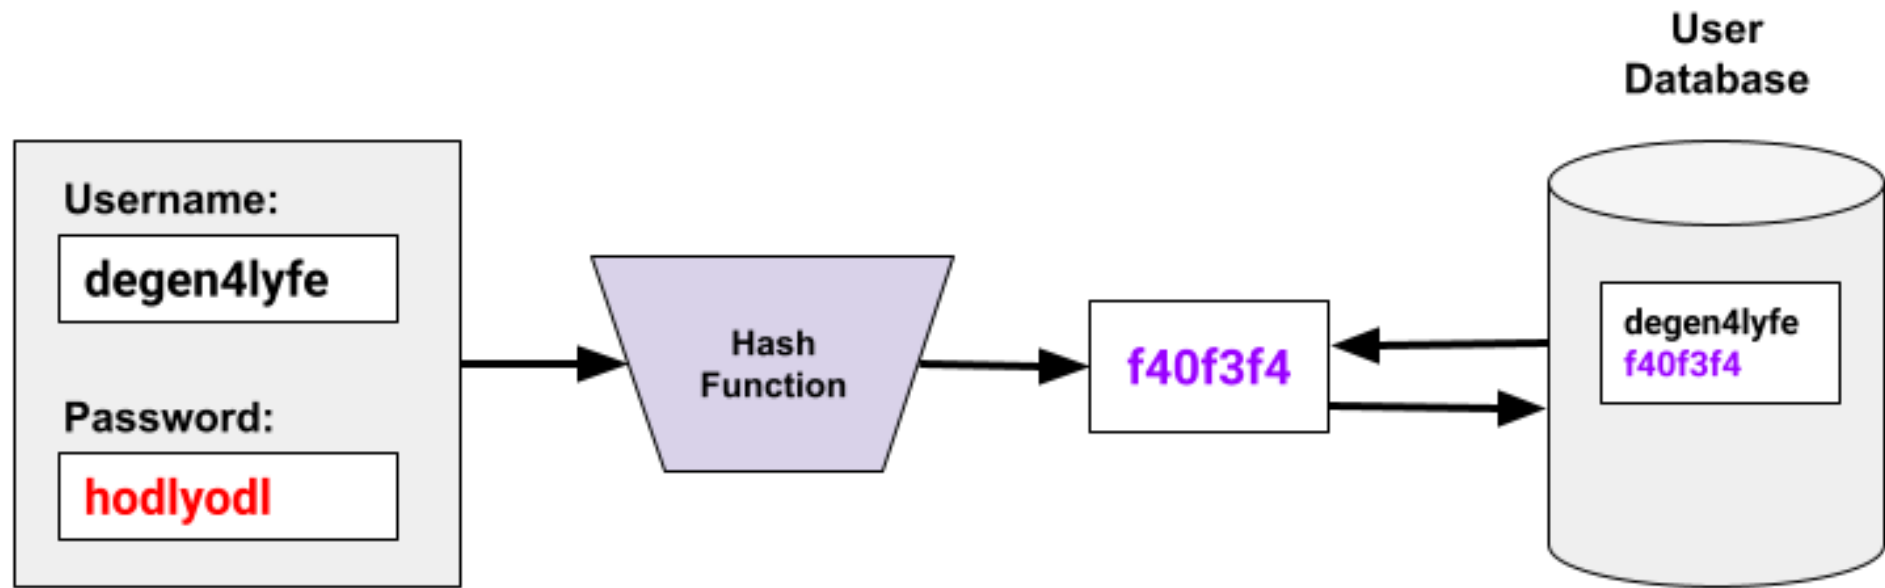 User
Database
Username:
degen4lyfe
Password:
hodlyodl
Hash
Function
f40f3f4
degen4lyfe
f40f3f4